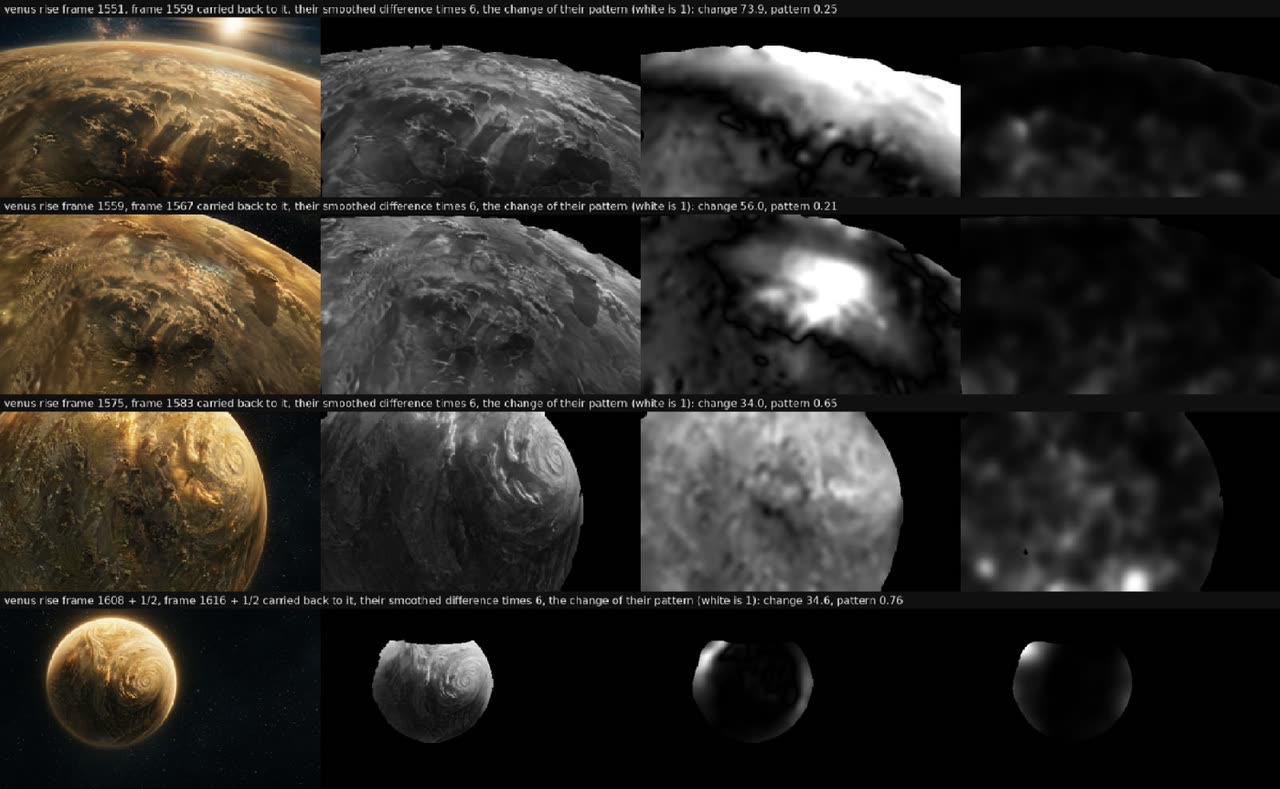 venus rise frame 1551, frame 1559 carried back to it, their smoothed difference times 6, the change of their pattern (white is 1): change 73.9, pattern 0.25
venus rise frame 1559, frame 1567 carried back to it, their smoothed difference times 6, the change of their pattern (white is 1): change 56.0, pattern 0.21
venus rise frame 1575, frame 1583 carried back to it, their smoothed difference times 6, the change of their pattern (white is 1): change 34.0, pattern 0.65
venus rise frame 1608 + 1/2, frame 1616 + 1/2 carried back to it, their smoothed difference times 6, the change of their pattern (white is 1): change 34.6, pattern 0.76